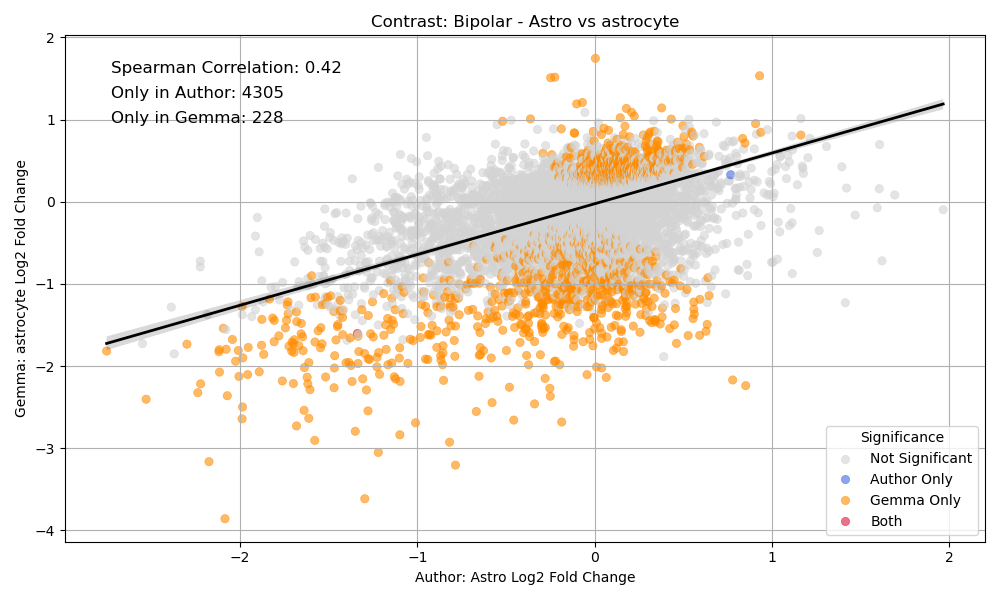 Contrast: Bipolar - Astro vs astrocyte
Gemma: astrocyte Log2 Fold Change
2
1
0
−1
−2
−3
−4
Spearman Correlation: 0.42
Only in Author: 4305
Only in Gemma: 228
Significance
Not Significant
Author Only
Gemma Only
Both
−2
−1
0
1
2
Author: Astro Log2 Fold Change